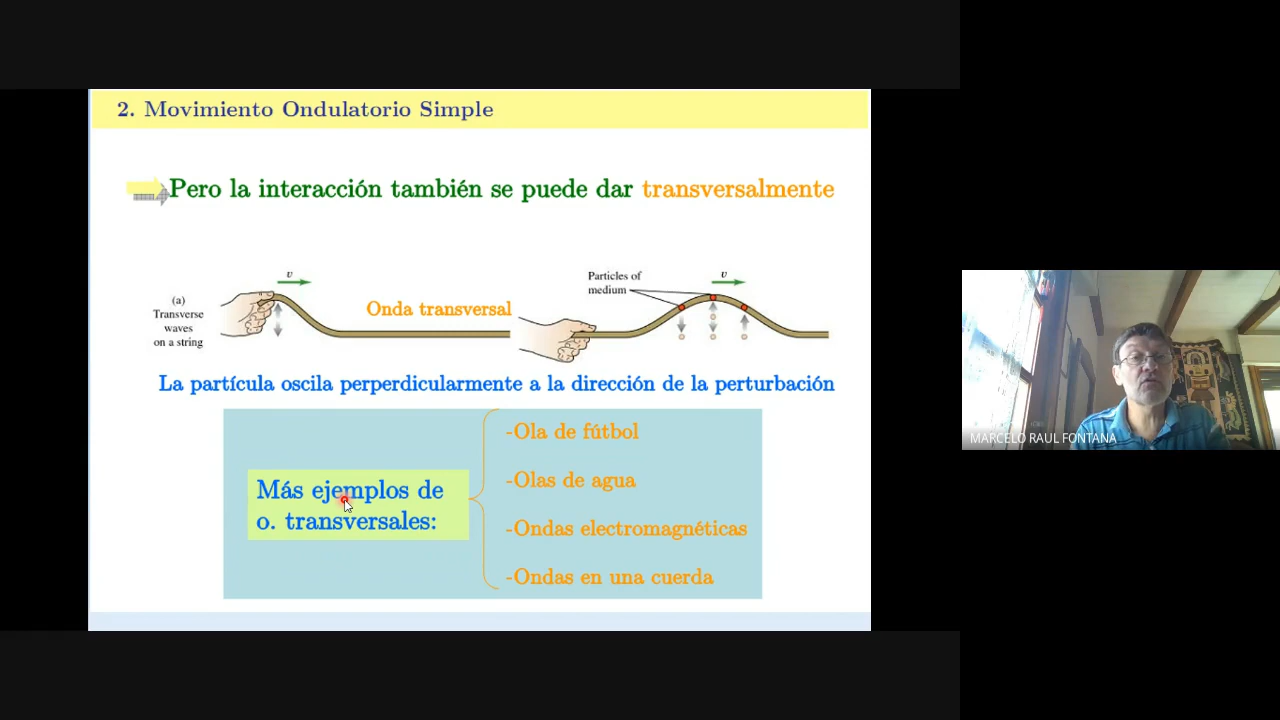 2. Movimiento Ondulatorio Simple
Pero la interacción también se puede dar transversalmente
(a)
Transverse
waves
on a string
v
Onda transversal
Particles of
medium
v
La partícula oscila perperdicularmente a la dirección de la perturbación
Más ejemplos de
o. transversales:
-Ola de fútbol
-Olas de agua
-Ondas electromagnéticas
-Ondas en una cuerda
MARCELO RAUL FONTANA